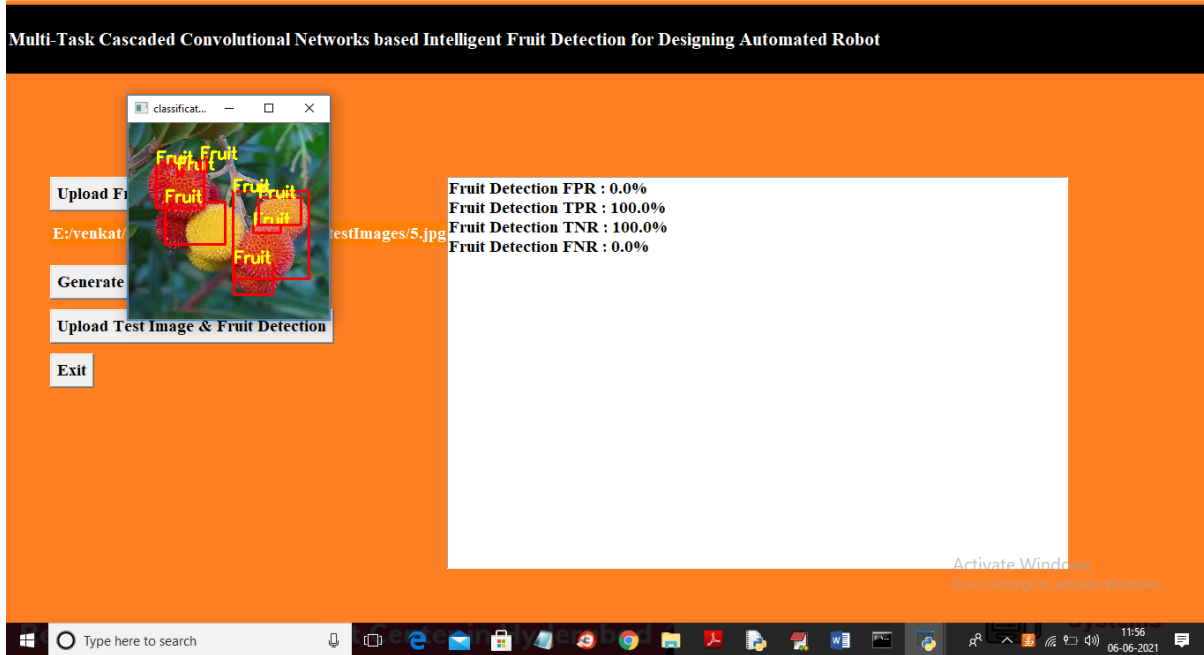 Multi-Task Cascaded Convolutional Networks based Intelligent Fruit Detection for Designing Automated Robot
classificat...
Fruit Fruit
Fruit
Fruit
Fruit
Fruit
Fruit
Fruit
Upload
E:/venkat/ testImages/5.jpg
Generate
Upload Test Image & Fruit Detection
Exit
Fruit Detection FPR : 0.0%
Fruit Detection TPR : 100.0%
Fruit Detection TNR : 100.0%
Fruit Detection FNR : 0.0%
Activate Windows
Go to Settings to activate Windows.
Type here to search
11:56
06-06-2021